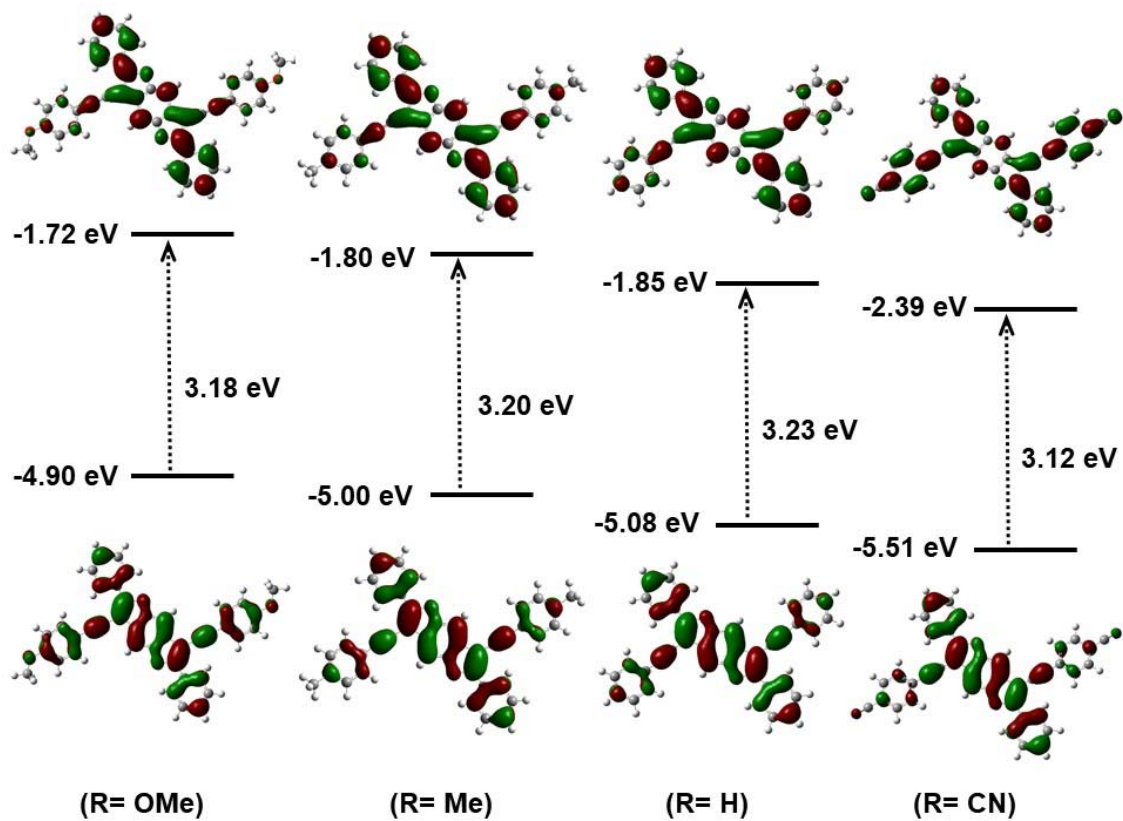 -1.72 eV
-1.80 eV
-1.85 eV
-2.39 eV
3.18 eV
3.20 eV
3.23 eV
3.12 eV
-4.90 eV
-5.00 eV
-5.08 eV
-5.51 eV
(R= OMe)
(R= Me)
(R= H)
(R= CN)